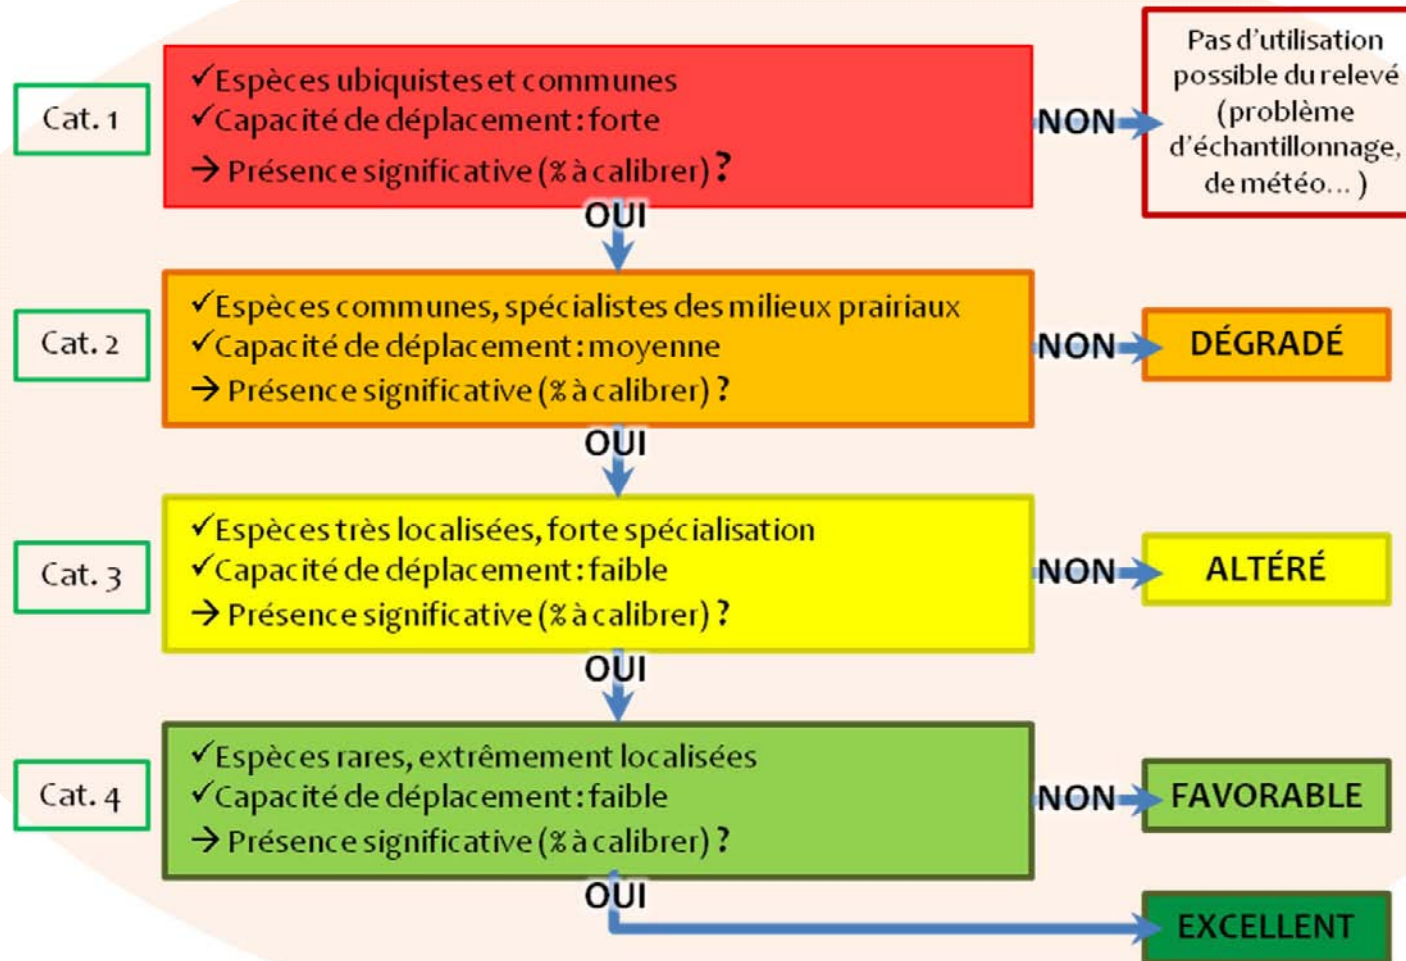 Cat. 1
✓Espèces ubiquistes et communes
✓Capacité de déplacement : forte
→ Présence significative (% à calibrer) ?
NON
Pas d’utilisation
possible du relevé
(problème
d’échantillonnage,
de météo... )
OUI
Cat. 2
✓Espèces communes, spécialistes des milieux prairiaux
✓Capacité de déplacement : moyenne
→ Présence significative (% à calibrer) ?
NON
DÉGRADÉ
OUI
Cat. 3
✓Espèces très localisées, forte spécialisation
✓Capacité de déplacement : faible
→ Présence significative (% à calibrer) ?
NON
ALTÉRÉ
OUI
Cat. 4
✓Espèces rares, extrêmement localisées
✓Capacité de déplacement : faible
→ Présence significative (% à calibrer) ?
NON
FAVORABLE
OUI
EXCELLENT